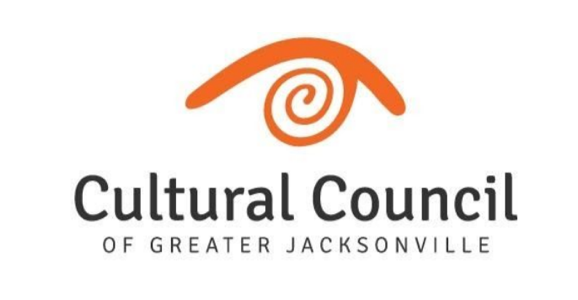 Cultural Council
OF GREATER JACKSONVILLE